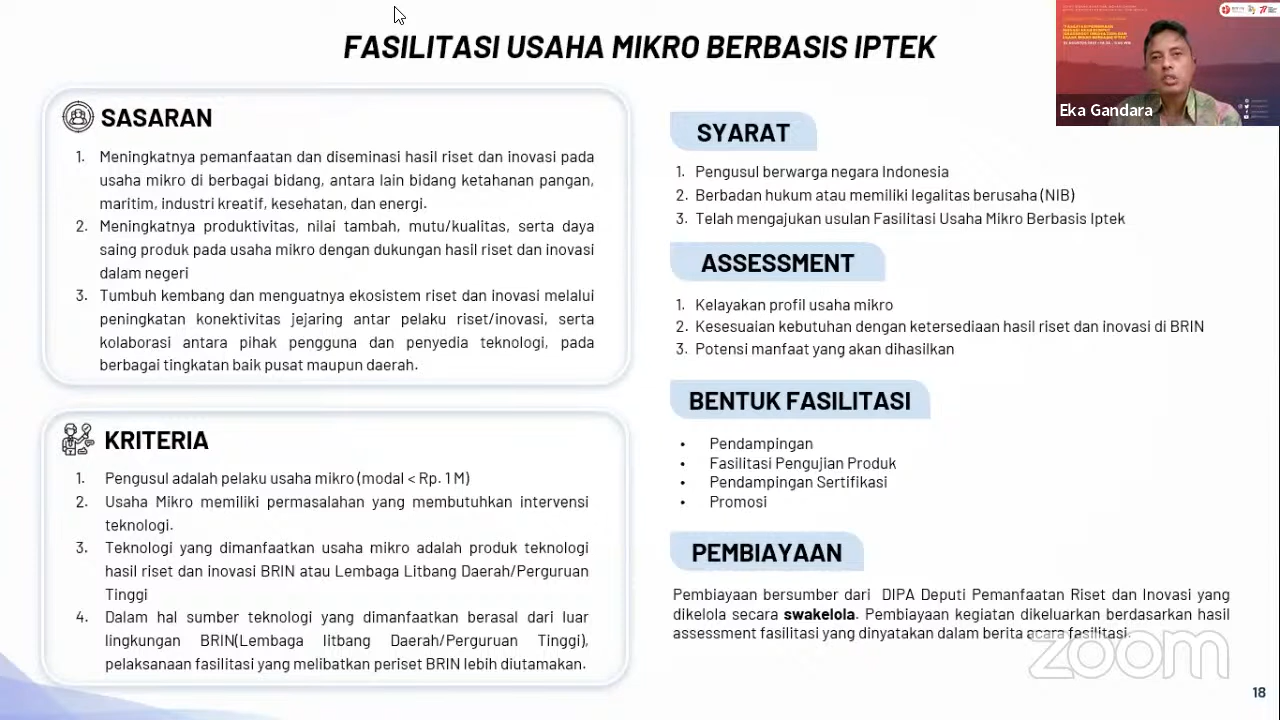 FASILITASI USAHA MIKRO BERBASIS IPTEK
SASARAN
1. Meningkatnya pemanfaatan dan diseminasi hasil riset dan inovasi pada
usaha mikro di berbagai bidang, antara lain bidang ketahanan pangan,
maritim, industri kreatif, kesehatan, dan energi.
2. Meningkatnya produktivitas, nilai tambah, mutu/kualitas, serta daya
saing produk pada usaha mikro dengan dukungan hasil riset dan inovasi
dalam negeri
3. Tumbuh kembang dan menguatnya ekosistem riset dan inovasi melalui
peningkatan konektivitas jejaring antar pelaku riset/inovasi, serta
kolaborasi antara pihak pengguna dan penyedia teknologi, pada
berbagai tingkatan baik pusat maupun daerah.
KRITERIA
1. Pengusul adalah pelaku usaha mikro (modal < Rp. 1 M)
2. Usaha Mikro memiliki permasalahan yang membutuhkan intervensi
teknologi.
3. Teknologi yang dimanfaatkan usaha mikro adalah produk teknologi
hasil riset dan inovasi BRIN atau Lembaga Litbang Daerah/Perguruan
Tinggi
4. Dalam hal sumber teknologi yang dimanfaatkan berasal dari luar
lingkungan BRIN(Lembaga litbang Daerah/Perguruan Tinggi),
pelaksanaan fasilitasi yang melibatkan periset BRIN lebih diutamakan.
SYARAT
1. Pengusul berwarga negara Indonesia
2. Berbadan hukum atau memiliki legalitas berusaha (NIB)
3. Telah mengajukan usulan Fasilitasi Usaha Mikro Berbasis Iptek
ASSESSMENT
1. Kelayakan profil usaha mikro
2. Kesesuaian kebutuhan dengan ketersediaan hasil riset dan inovasi di BRIN
3. Potensi manfaat yang akan dihasilkan
BENTUK FASILITASI
• Pendampingan
• Fasilitasi Pengujian Produk
• Pendampingan Sertifikasi
• Promosi
PEMBIAYAAN
Pembiayaan bersumber dari DIPA Deputi Pemanfaatan Riset dan Inovasi yang
dikelola secara swakelola. Pembiayaan kegiatan dikeluarkan berdasarkan hasil
assessment fasilitasi yang dinyatakan dalam berita acara fasilitasi.
Eka Gandara
zoom
18